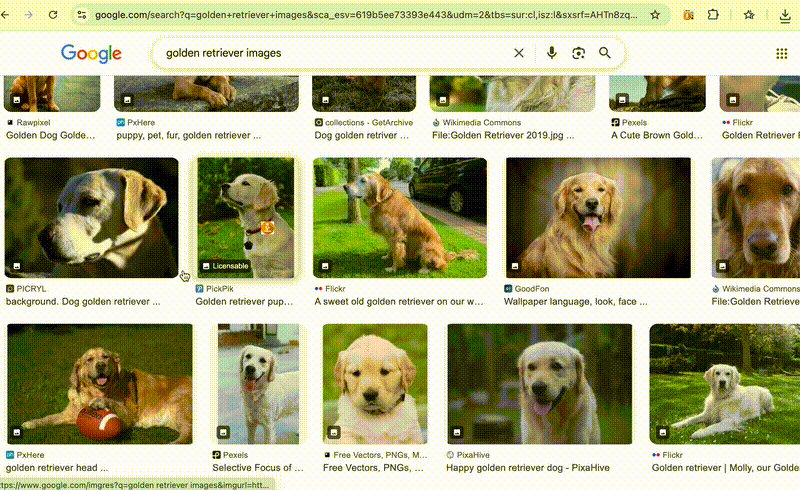 google.com/search?q=golden+retriever+images&sca_esv=619b5ee73393e443&udm=2&tbs=sur:cl,isz:l&sxsrf=AHTn8zq...
Google
golden retriever images
Rawpixel
Golden Dog Golde...
PxHere
puppy, pet, fur, golden retriever ...
collections - GetArchive
Dog golden retriver ...
Wikimedia Commons
File:Golden Retriever 2019.jpg ...
Pexels
A Cute Brown Gold...
Flickr
Golden Retriever
Licensable
PICRYL
background. Dog golden retriever ...
PickPik
Golden retriever pup...
Flickr
A sweet old golden retriever on our w...
GoodFon
Wallpaper language, look, face ...
Wikimedia Commons
File:Golden Retriev
PxHere
golden retriever head ...
Pexels
Selective Focus of ...
Free Vectors, PNGs, M...
Free Vectors, PNGs, ...
PixaHive
Happy golden retriever dog - PixaHive
Flickr
Golden retriever | Molly, our Golde
https://www.google.com/imgres?q=golden retriever images&imgurl=htt...